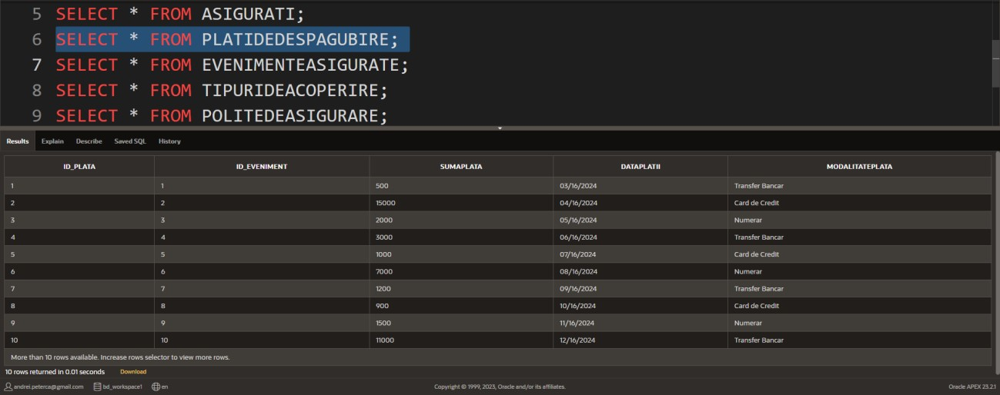 5 SELECT * FROM ASIGURATI;
6 SELECT * FROM PLATIDEDESPAGUBIRE;
7 SELECT * FROM EVENIMENTEASIGURATE;
8 SELECT * FROM TIPURIDEACOPERIRE;
9 SELECT * FROM POLITEDEASIGURARE;
Results Explain Describe Saved SQL History
ID_PLATA ID_EVENIMENT SUMAPLATA DATAPLATII MODALITATEPLATA
1 1 500 03/16/2024 Transfer Bancar
2 2 15000 04/16/2024 Card de Credit
3 3 2000 05/16/2024 Numerar
4 4 3000 06/16/2024 Transfer Bancar
5 5 1000 07/16/2024 Card de Credit
6 6 7000 08/16/2024 Numerar
7 7 1200 09/16/2024 Transfer Bancar
8 8 900 10/16/2024 Card de Credit
9 9 1500 11/16/2024 Numerar
10 10 11000 12/16/2024 Transfer Bancar
More than 10 rows available. Increase rows selector to view more rows.
10 rows returned in 0.01 seconds Download
andrei.peterca@gmail.com bd_workspace1 en Copyright © 1999, 2023, Oracle and/or its affiliates. Oracle APEX 23.2.1